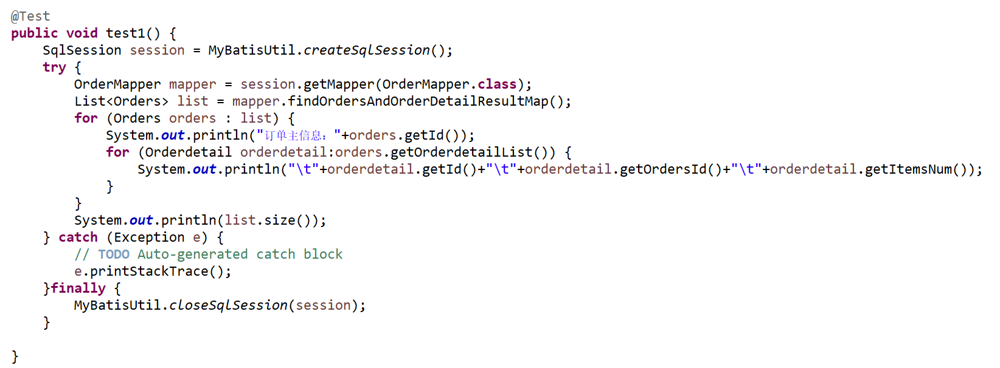 @Test
public void test1() {
    SqlSession session = MyBatisUtil.createSqlSession();
    try {
        OrderMapper mapper = session.getMapper(OrderMapper.class);
        List<Orders> list = mapper.findOrdersAndOrderDetailResultMap();
        for (Orders orders : list) {
            System.out.println("订单主信息："+orders.getId());
            for (Orderdetail orderdetail:orders.getOrderdetailList()) {
                System.out.println("\t"+orderdetail.getId()+"\t"+orderdetail.getOrdersId()+"\t"+orderdetail.getItemsNum());
            }
        }
        System.out.println(list.size());
    } catch (Exception e) {
        // TODO Auto-generated catch block
        e.printStackTrace();
    }finally {
        MyBatisUtil.closeSqlSession(session);
    }
}